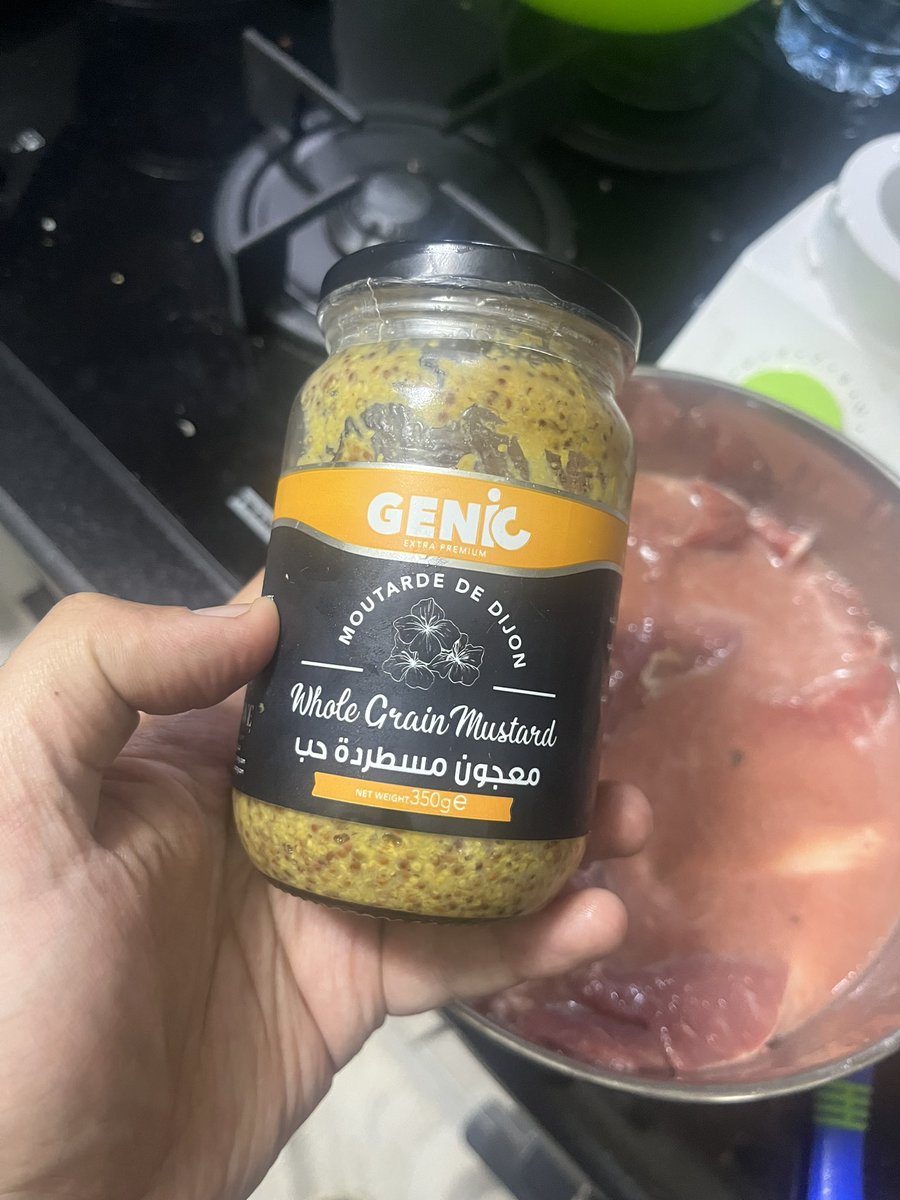 GENiC
EXTRA PREMIUM
MOUTARDE DE DIJON
Whole Grain Mustard
معجون مسطردة حب
NET WEIGHT.350g℮